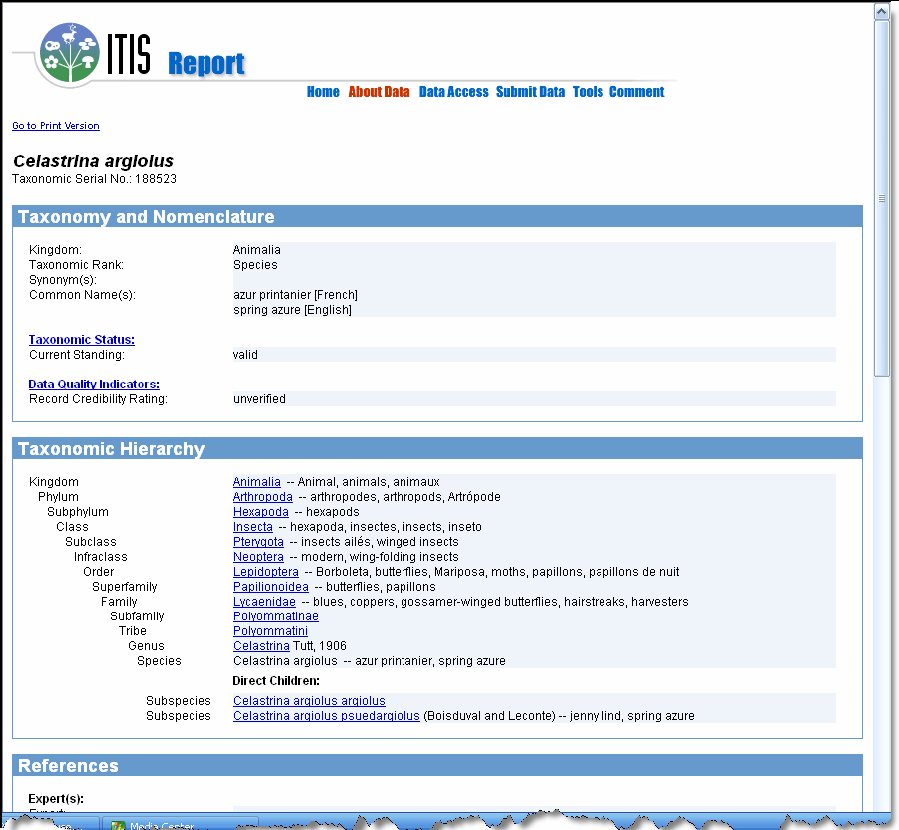 ITIS Report
Home About Data Data Access Submit Data Tools Comment
Go to Print Version
Celastrina argiolus
Taxonomic Serial No.: 188523
Taxonomy and Nomenclature
Kingdom: Animalia
Taxonomic Rank: Species
Synonym(s):
Common Name(s): azur printanier [French]
spring azure [English]
Taxonomic Status:
Current Standing: valid
Data Quality Indicators:
Record Credibility Rating: unverified
Taxonomic Hierarchy
Kingdom Animalia -- Animal, animals, animaux
Phylum Arthropoda -- arthropodes, arthropods, Artrópode
Subphylum Hexapoda -- hexapods
Class Insecta -- hexapoda, insectes, insects, inseto
Subclass Pterygota -- insects ailés, winged insects
Infraclass Neoptera -- modern, wing-folding insects
Order Lepidoptera -- Borboleta, butterflies, Mariposa, moths, papillons, papillons de nuit
Superfamily Papilionoidea -- butterflies, papillons
Family Lycaenidae -- blues, coppers, gossamer-winged butterflies, hairstreaks, harvesters
Subfamily Polyommatinae
Tribe Polyommatini
Genus Celastrina Tutt, 1906
Species Celastrina argiolus -- azur printanier, spring azure
Direct Children:
Subspecies Celastrina argiolus argiolus
Subspecies Celastrina argiolus psuedargiolus (Boisduval and Leconte) -- jenny lind, spring azure
References
Expert(s):
Expert:
Media Center